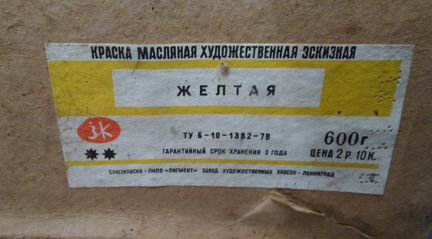 КРАСКА МАСЛЯНАЯ ХУДОЖЕСТВЕННАЯ ЭСКИЗНАЯ
ЖЕЛТАЯ
ЗК
ТУ 6-10-1382-78
600г
ГАРАНТИЙНЫЙ СРОК ХРАНЕНИЯ 3 ГОДА
ЦЕНА 2 Р. 10 К.
СОЮЗКРАСКА - ЛНПО «ПИГМЕНТ» ЗАВОД ХУДОЖЕСТВЕННЫХ КРАСОК - ЛЕНИНГРАД